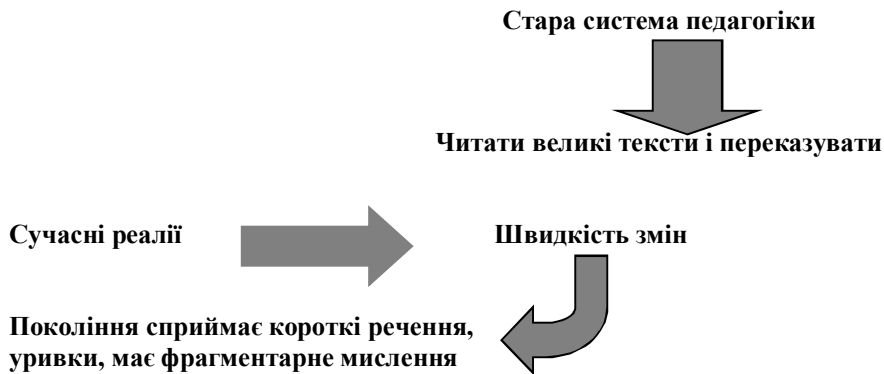 Стара система педагогіки
Читати великі тексти і переказувати
Сучасні реалії
Швидкість змін
Покоління сприймає короткі речення,
уривки, має фрагментарне мислення